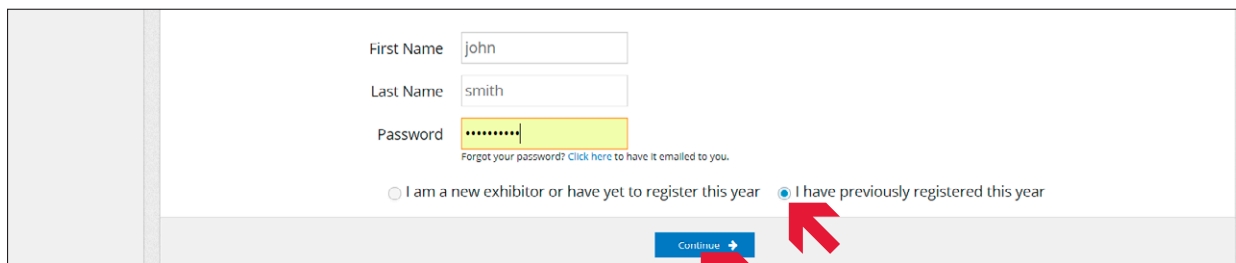 First Name john
Last Name smith
Password ••••••••••
Forgot your password? Click here to have it emailed to you.
I am a new exhibitor or have yet to register this year I have previously registered this year
Continue